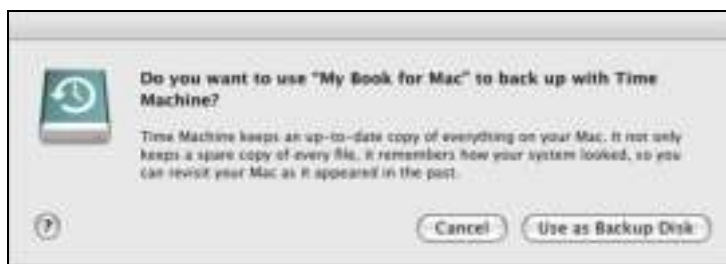 Do you want to use "My Book for Mac" to back up with Time
Machine?
Time Machine keeps an up-to-date copy of everything on your Mac. It not only
keeps a spare copy of every file, it remembers how your system looked, so you
can revisit your Mac as it appeared in the past.
?
Cancel
Use as Backup Disk